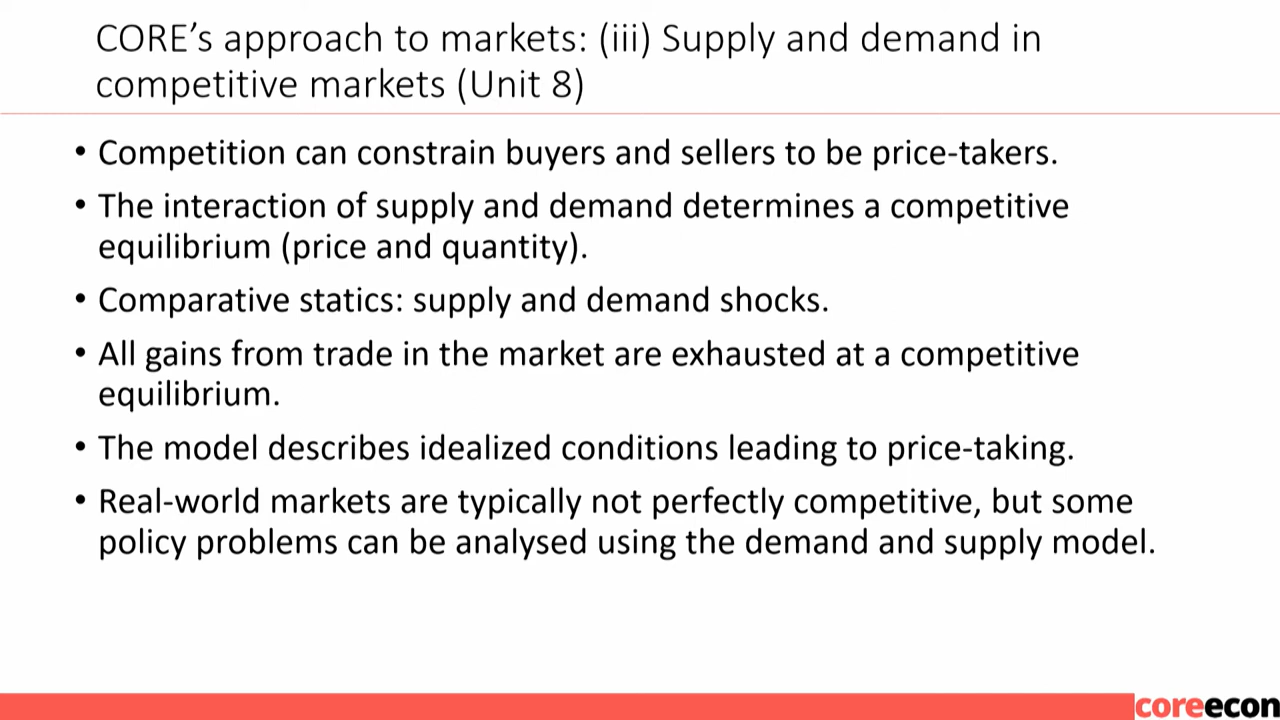 CORE’s approach to markets: (iii) Supply and demand in
competitive markets (Unit 8)
• Competition can constrain buyers and sellers to be price-takers.
• The interaction of supply and demand determines a competitive
equilibrium (price and quantity).
• Comparative statics: supply and demand shocks.
• All gains from trade in the market are exhausted at a competitive
equilibrium.
• The model describes idealized conditions leading to price-taking.
• Real-world markets are typically not perfectly competitive, but some
policy problems can be analysed using the demand and supply model.
coreecon